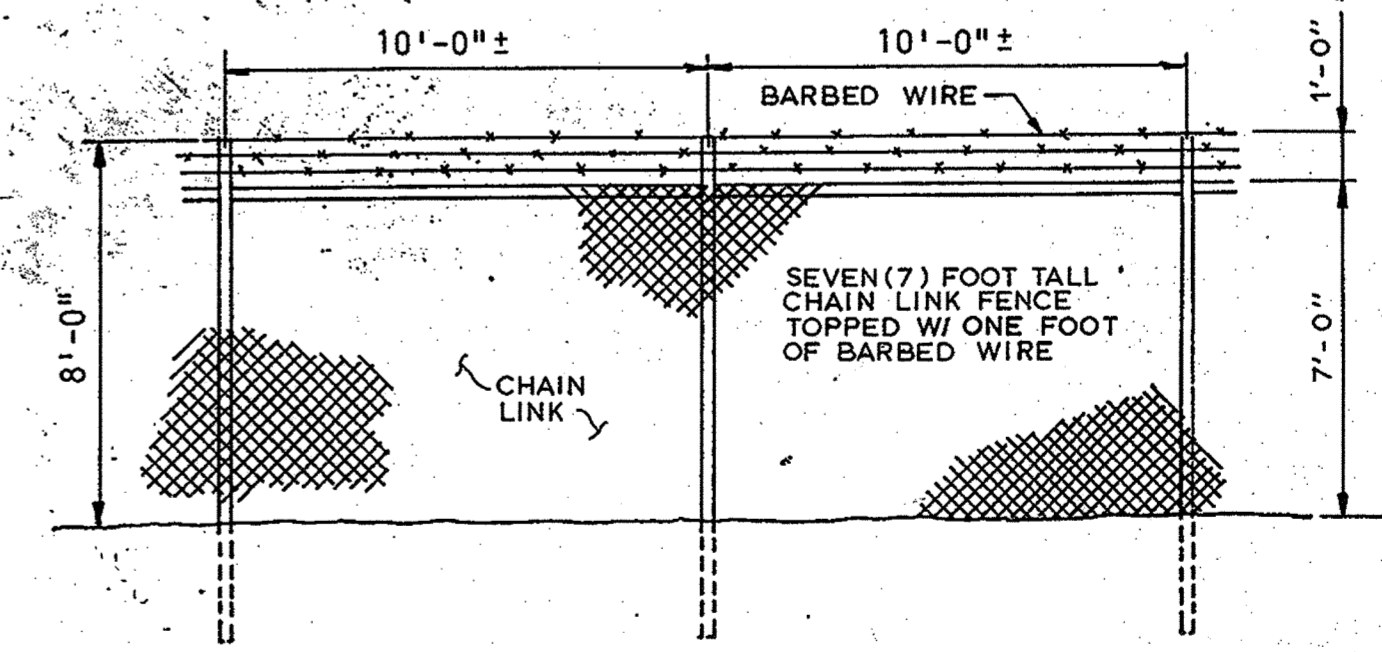 10'-0"±
10'-0"±
1'-0"
BARBED WIRE
8'-0"
SEVEN(7) FOOT TALL
CHAIN LINK FENCE
TOPPED W/ ONE FOOT
OF BARBED WIRE
7'-0"
CHAIN
LINK